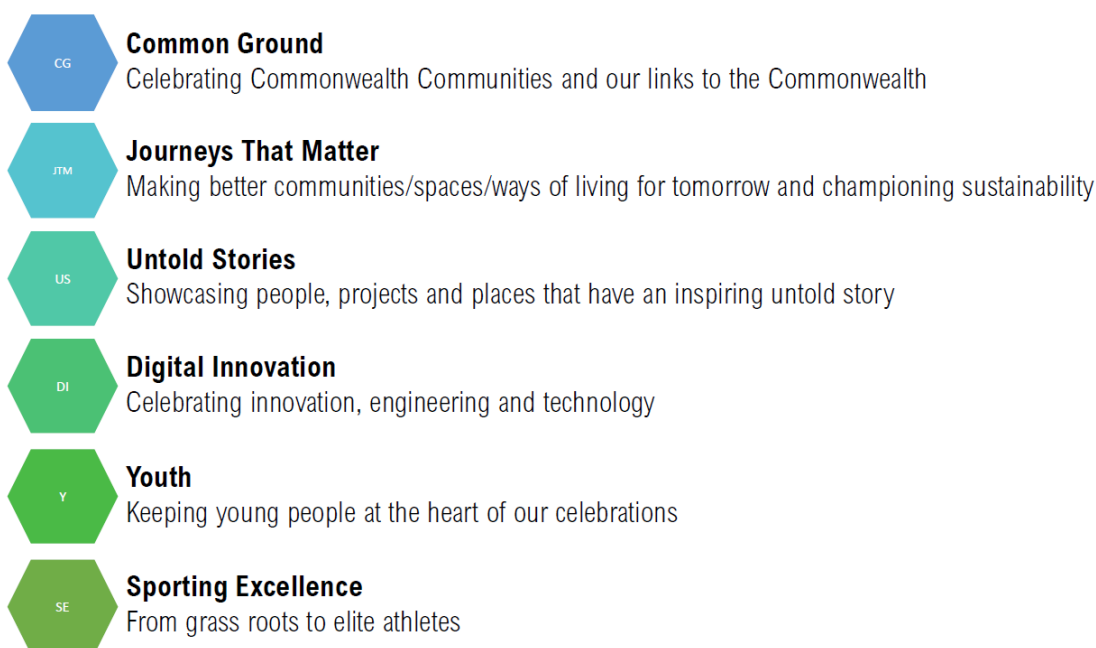 CG
Common Ground
Celebrating Commonwealth Communities and our links to the Commonwealth
JTM
Journeys That Matter
Making better communities/spaces/ways of living for tomorrow and championing sustainability
US
Untold Stories
Showcasing people, projects and places that have an inspiring untold story
DI
Digital Innovation
Celebrating innovation, engineering and technology
Y
Youth
Keeping young people at the heart of our celebrations
SE
Sporting Excellence
From grass roots to elite athletes